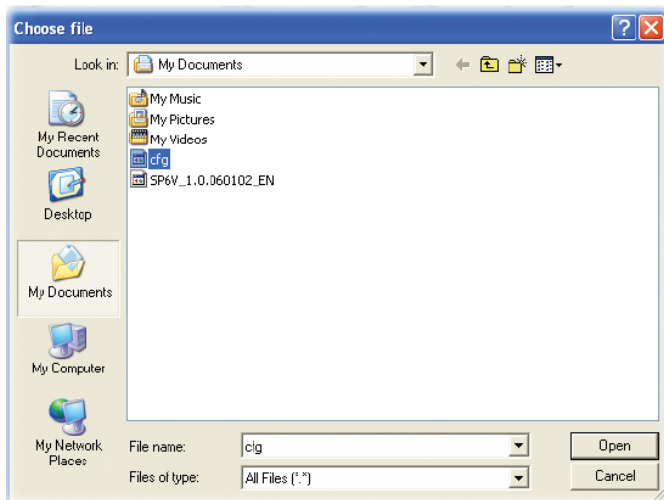 Choose file
Look in:
My Documents
My Recent
Documents
Desktop
My Documents
My Computer
My Network
Places
My Music
My Pictures
My Videos
cfg
SP6V_1.0.060102_EN
File name:
cfg
Open
Files of type:
All Files (*.*)
Cancel